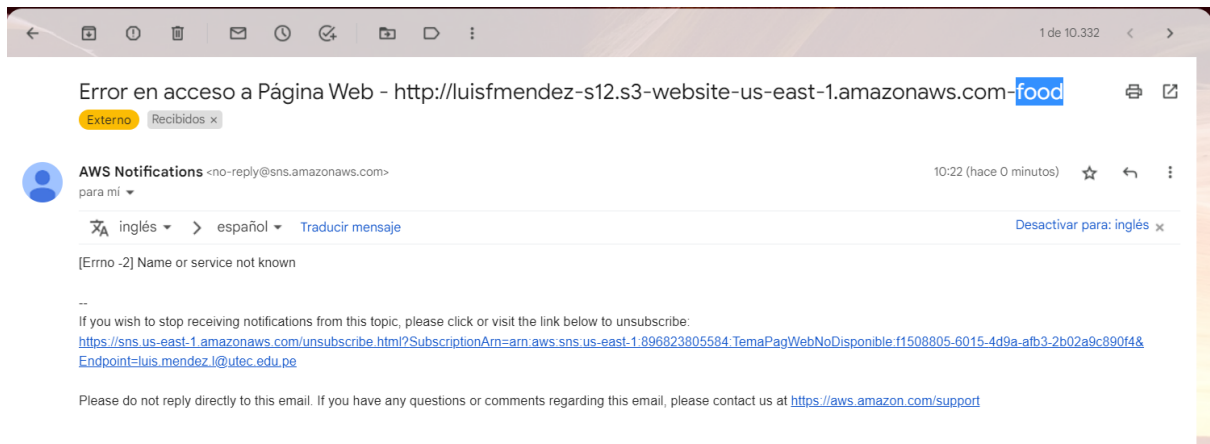 1 de 10.332
Error en acceso a Página Web - http://luisfmendez-s12.s3-website-us-east-1.amazonaws.com-food
Externo Recibidos ×
AWS Notifications <no-reply@sns.amazonaws.com> 10:22 (hace 0 minutos)
para mí
inglés > español Traducir mensaje Desactivar para: inglés ×
[Errno -2] Name or service not known
--
If you wish to stop receiving notifications from this topic, please click or visit the link below to unsubscribe:
https://sns.us-east-1.amazonaws.com/unsubscribe.html?SubscriptionArn=arn:aws:sns:us-east-1:896823805584:TemaPagWebNoDisponible:f1508805-6015-4d9a-afb3-2b02a9c890f4&
Endpoint=luis.mendez.l@utec.edu.pe
Please do not reply directly to this email. If you have any questions or comments regarding this email, please contact us at https://aws.amazon.com/support